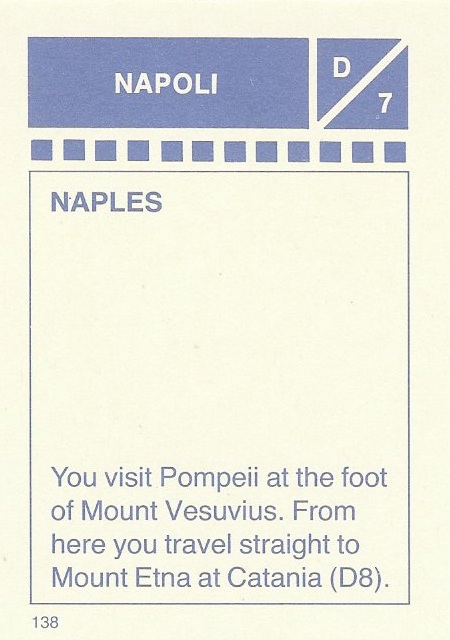 NAPOLI
D
7
NAPLES
You visit Pompeii at the foot
of Mount Vesuvius. From
here you travel straight to
Mount Etna at Catania (D8).
138